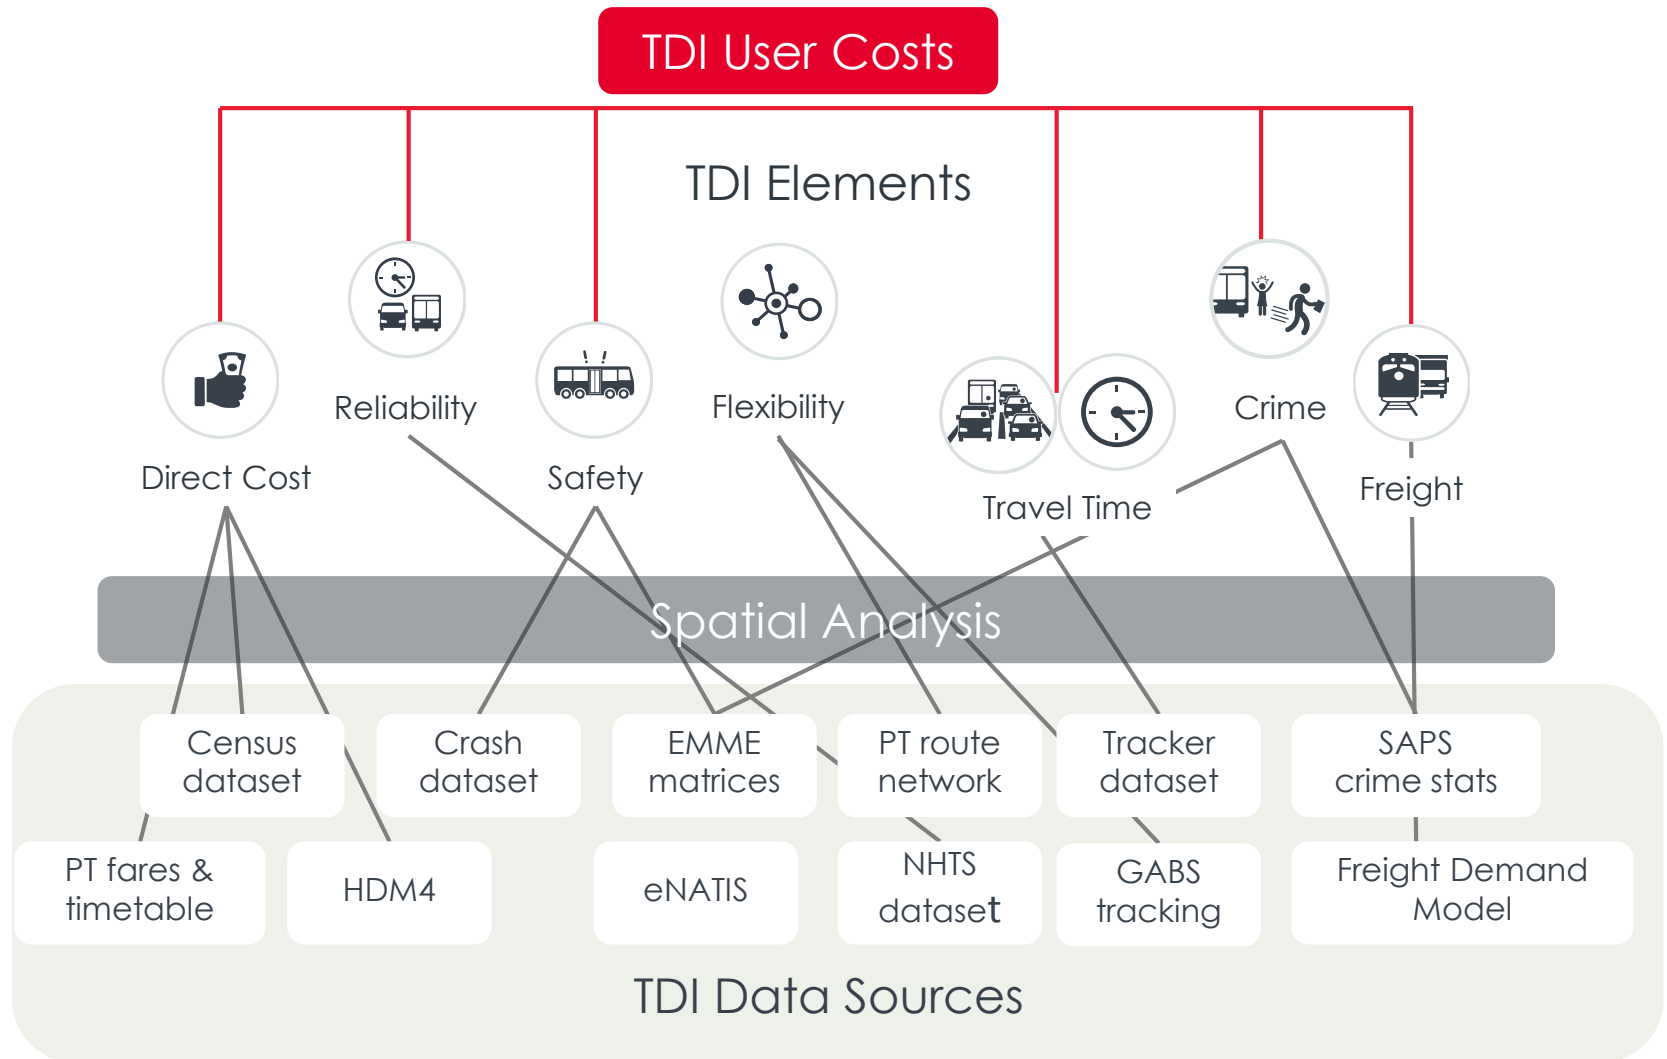 TDI User Costs
TDI Elements
Reliability
Flexibility
Crime
Direct Cost
Safety
Travel Time
Freight
Spatial Analysis
Census
dataset
Crash
dataset
EMME
matrices
PT route
network
Tracker
dataset
SAPS
crime stats
PT fares &
timetable
HDM4
eNATIS
NHTS
dataset
GABS
tracking
Freight Demand
Model
TDI Data Sources